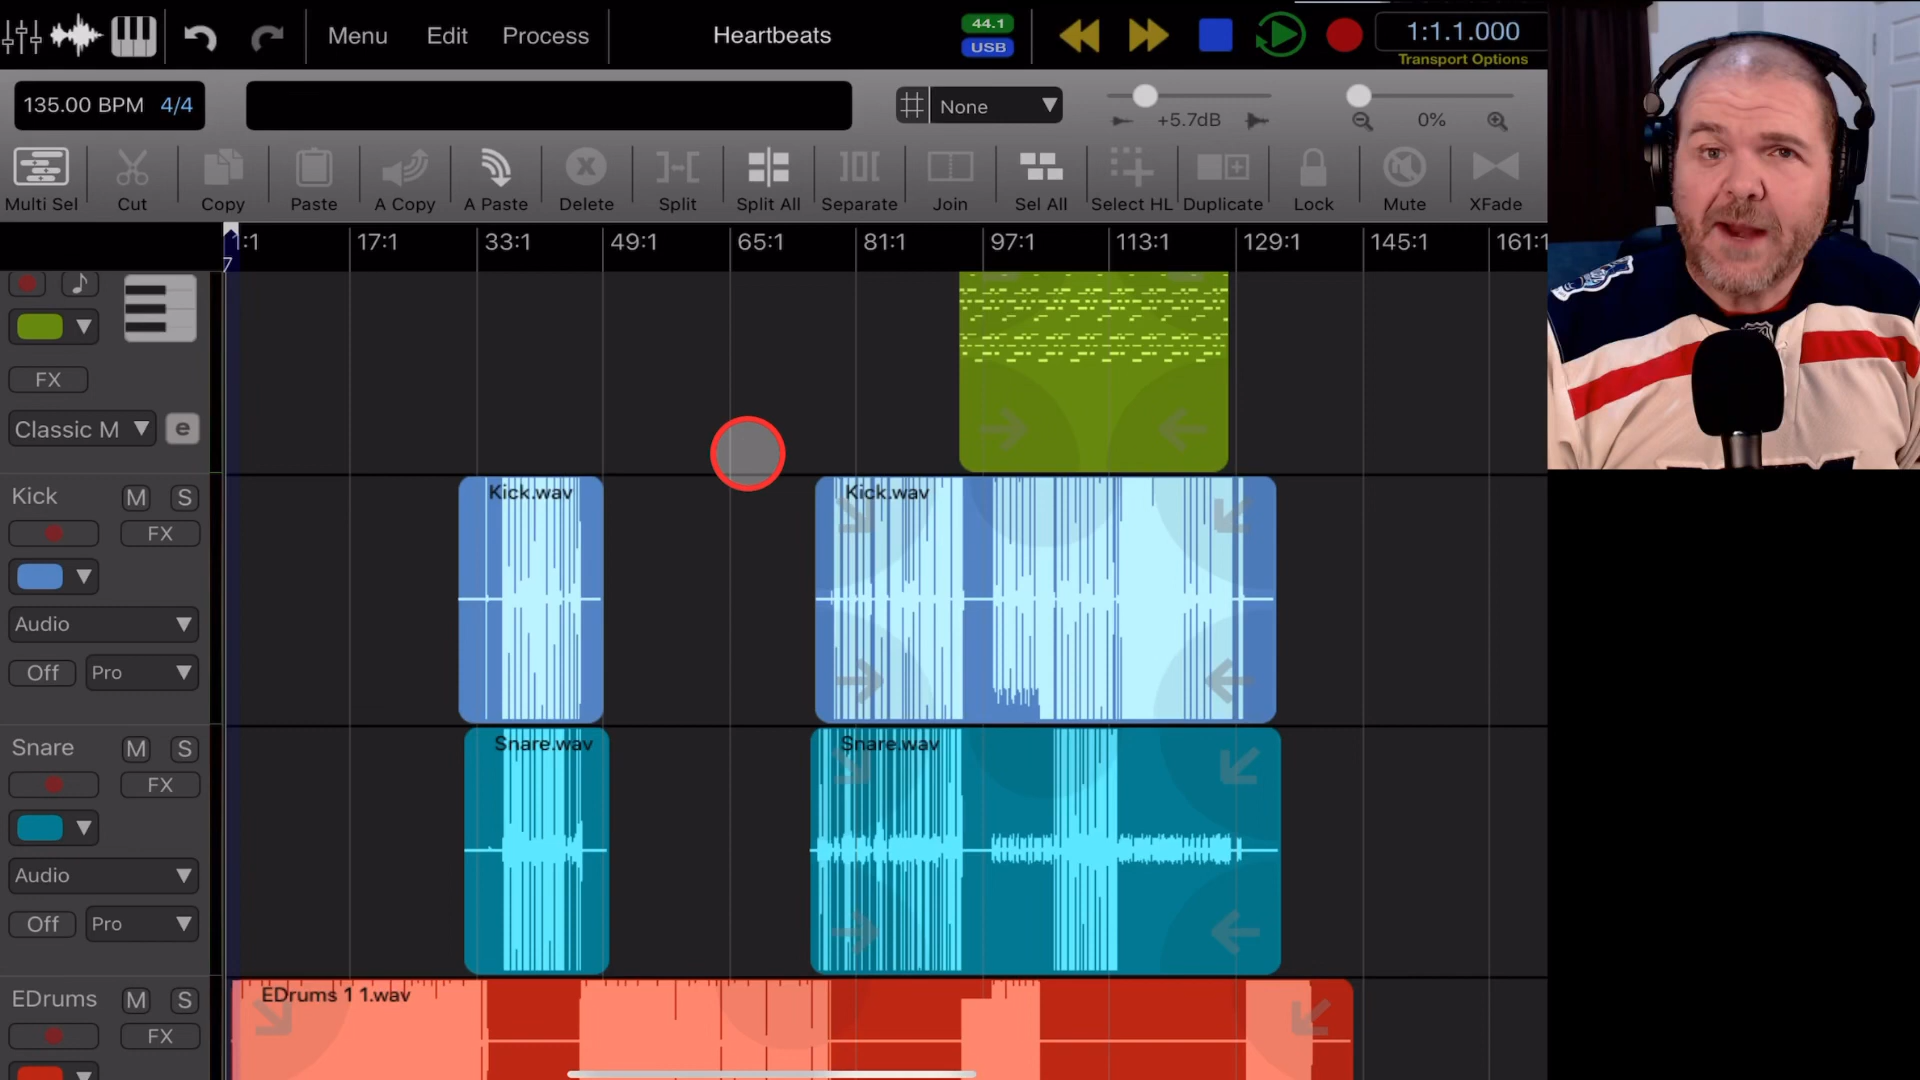 Menu Edit Process Heartbeats 44.1 USB 1:1.1.000
Transport Options
135.00 BPM 4/4 None +5.7dB 0%
Multi Sel Cut Copy Paste A Copy A Paste Delete Split Split All Separate Join Sel All Select HL Duplicate Lock Mute XFade
1:1 17:1 33:1 49:1 65:1 81:1 97:1 113:1 129:1 145:1 161:1
7
FX
Classic M e
Kick M S Kick.wav Kick.wav
FX
Audio
Off Pro
Snare M S Snare.wav Snare.wav
FX
Audio
Off Pro
EDrums M S EDrums 1 1.wav
FX